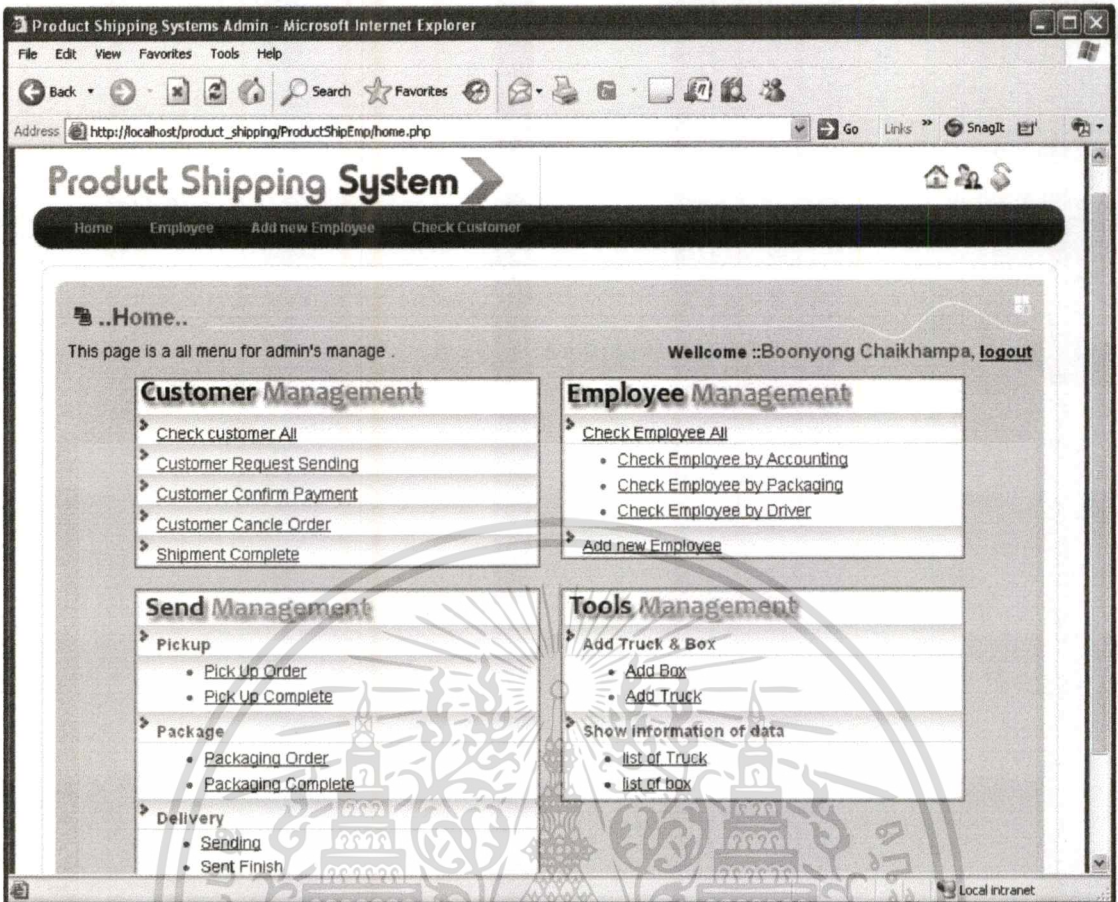 Product Shipping Systems Admin - Microsoft Internet Explorer
File Edit View Favorites Tools Help
Back Search Favorites
Address http://localhost/product_shipping/ProductShipEmp/home.php Go Links » SnagIt
Product Shipping System
Home Employee Add new Employee Check Customer
..Home..
This page is a all menu for admin's manage . Wellcome ::Boonyong Chaikhampa, logout
Customer Management
Check customer All
Customer Request Sending
Customer Confirm Payment
Customer Cancle Order
Shipment Complete
Employee Management
Check Employee All
Check Employee by Accounting
Check Employee by Packaging
Check Employee by Driver
Add new Employee
Send Management
Pickup
Pick Up Order
Pick Up Complete
Package
Packaging Order
Packaging Complete
Delivery
Sending
Sent Finish
Tools Management
Add Truck & Box
Add Box
Add Truck
Show information of data
list of Truck
list of box
Local intranet